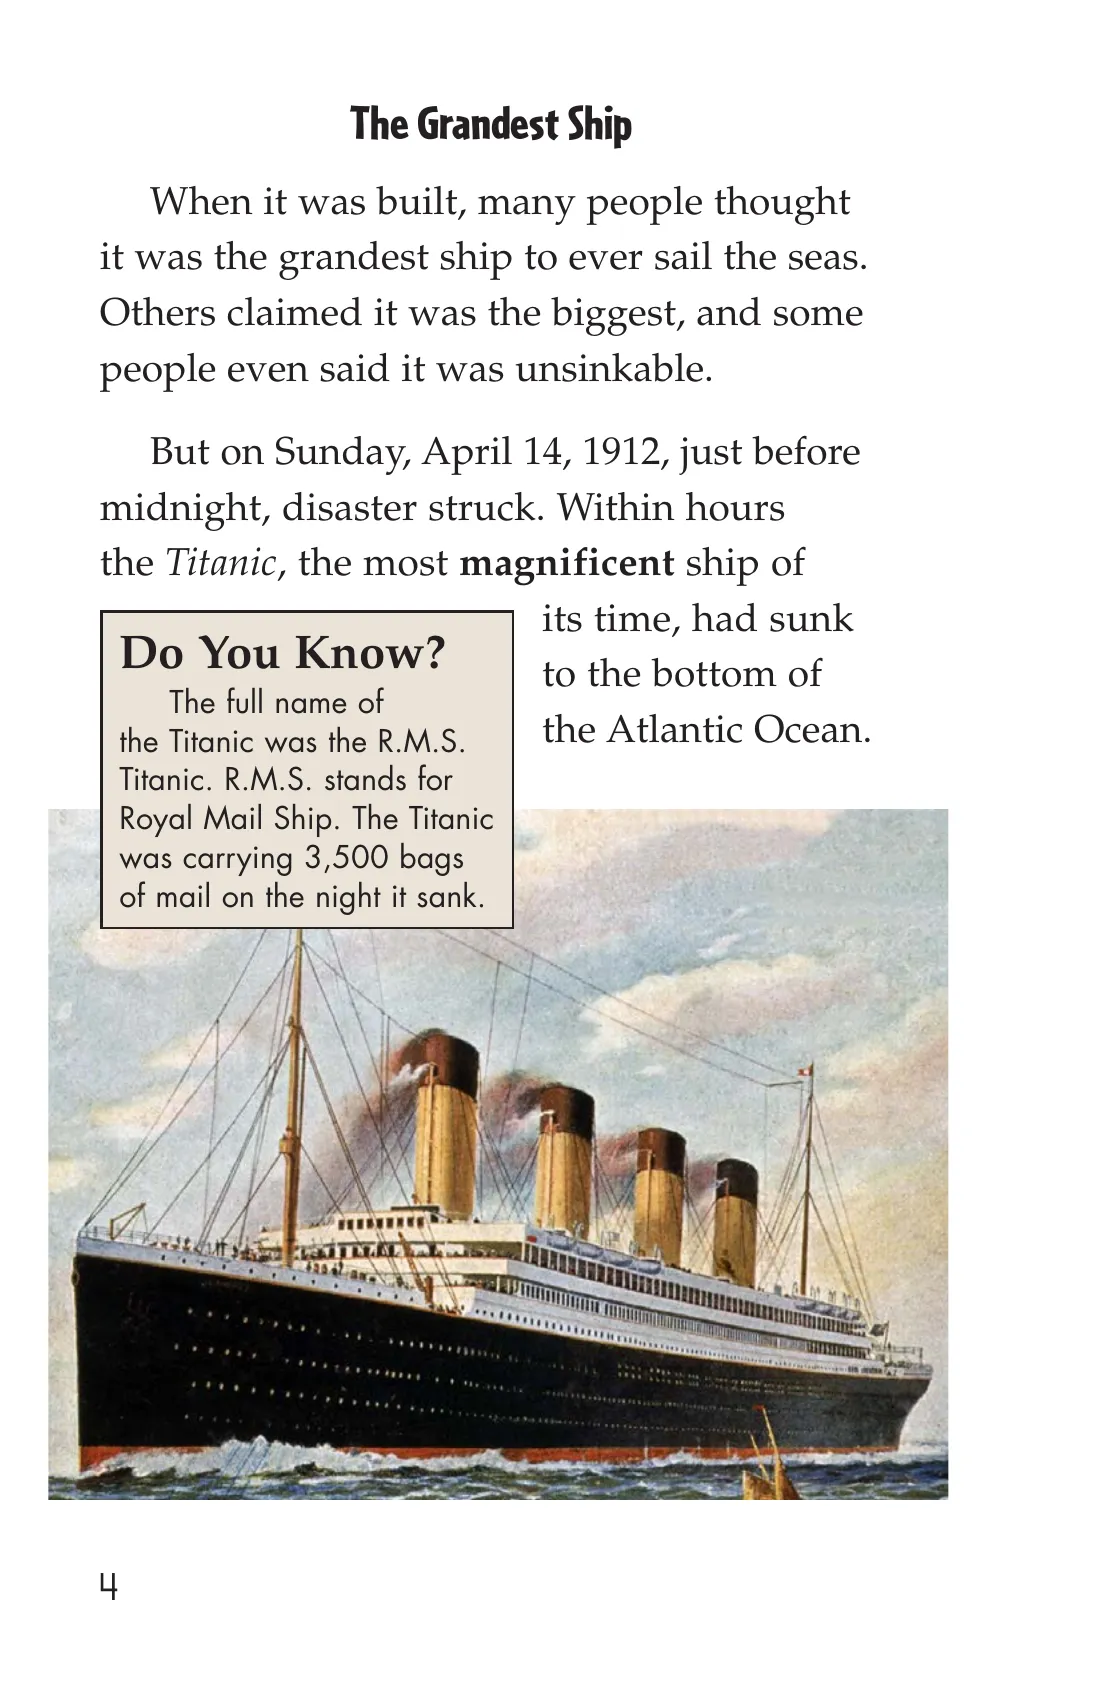 The Grandest Ship
When it was built, many people thought
it was the grandest ship to ever sail the seas.
Others claimed it was the biggest, and some
people even said it was unsinkable.
But on Sunday, April 14, 1912, just before
midnight, disaster struck. Within hours
the Titanic, the most magnificent ship of
its time, had sunk
to the bottom of
the Atlantic Ocean.
Do You Know?
The full name of
the Titanic was the R.M.S.
Titanic. R.M.S. stands for
Royal Mail Ship. The Titanic
was carrying 3,500 bags
of mail on the night it sank.
4